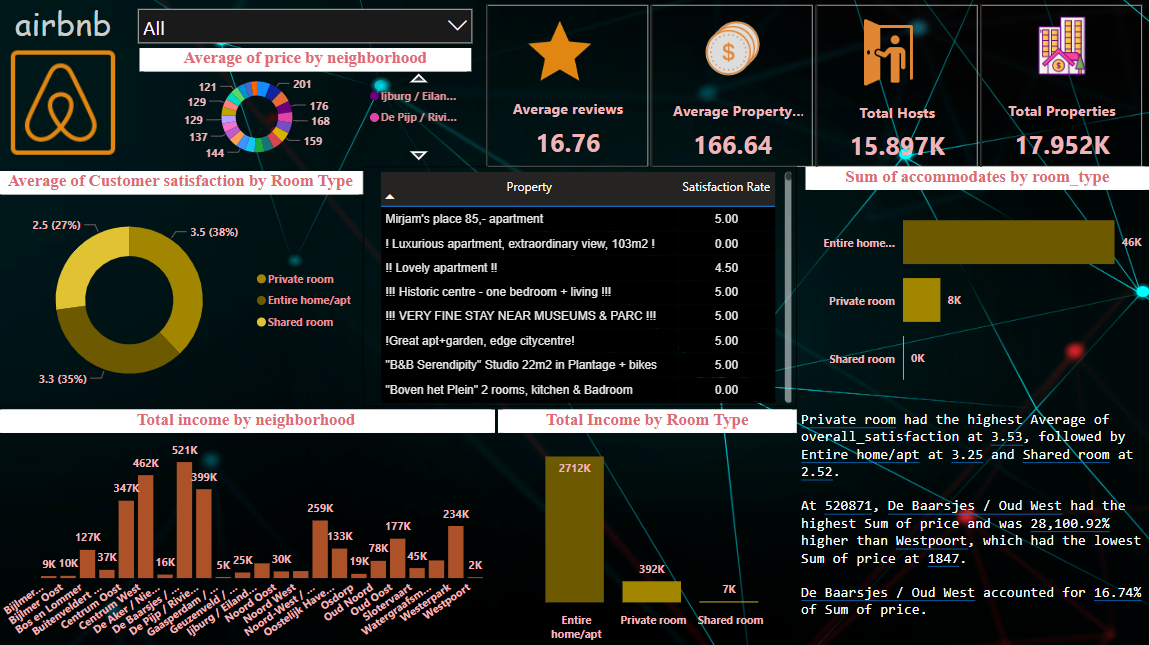 airbnb
All
Average of price by neighborhood
201
176
168
159
144
137
129
129
121
Ijburg / Eilan...
De Pijp / Rivi...
Average reviews
16.76
Average Property...
166.64
Total Hosts
15.897K
Total Properties
17.952K
Average of Customer satisfaction by Room Type
2.5 (27%)
3.5 (38%)
3.3 (35%)
Private room
Entire home/apt
Shared room
Property Satisfaction Rate
Mirjam's place 85,- apartment 5.00
! Luxurious apartment, extraordinary view, 103m2 ! 0.00
!! Lovely apartment !! 4.50
!!! Historic centre - one bedroom + living !!! 5.00
!!! VERY FINE STAY NEAR MUSEUMS & PARC !!! 5.00
!Great apt+garden, edge citycentre! 5.00
"B&B Serendipity" Studio 22m2 in Plantage + bikes 5.00
"Boven het Plein" 2 rooms, kitchen & Badroom 0.00
Sum of accommodates by room_type
Entire home... 46K
Private room 8K
Shared room 0K
Total income by neighborhood
9K
10K
127K
37K
347K
462K
16K
521K
399K
5K
25K
30K
259K
133K
19K
78K
177K
45K
234K
2K
Bijlmer...
Bijlmer Oost
Bos en Lommer
Buitenveldert...
Centrum Oost
Centrum West
De Aker / Nie...
De Baarsjes / ...
De Pijp / Rivie...
Gaasperdam / ...
Geuzenveld / ...
Ijburg / Eiland...
Noord Oost
Noord West
Noord-West / ...
Oostelijk Have...
Osdorp
Oud Noord
Oud Oost
Slotervaart
Watergraafsm...
Westerpark
Westpoort
Total Income by Room Type
2712K
392K
7K
Entire
home/apt
Private room
Shared room
Private room had the highest Average of
overall_satisfaction at 3.53, followed by
Entire home/apt at 3.25 and Shared room at
2.52.
At 520871, De Baarsjes / Oud West had the
highest Sum of price and was 28,100.92%
higher than Westpoort, which had the lowest
Sum of price at 1847.
De Baarsjes / Oud West accounted for 16.74%
of Sum of price.